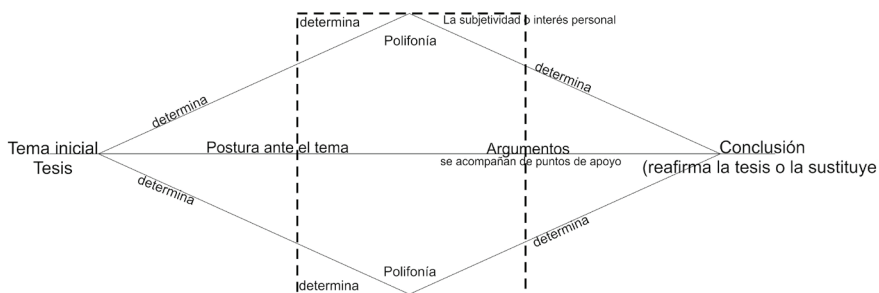 determina
La subjetividad o interés personal
Polifonía
determina
determina
Tema inicial
Tesis
Postura ante el tema
Argumentos
se acompañan de puntos de apoyo
Conclusión
(reafirma la tesis o la sustituye
determina
determina
Polifonía
determina